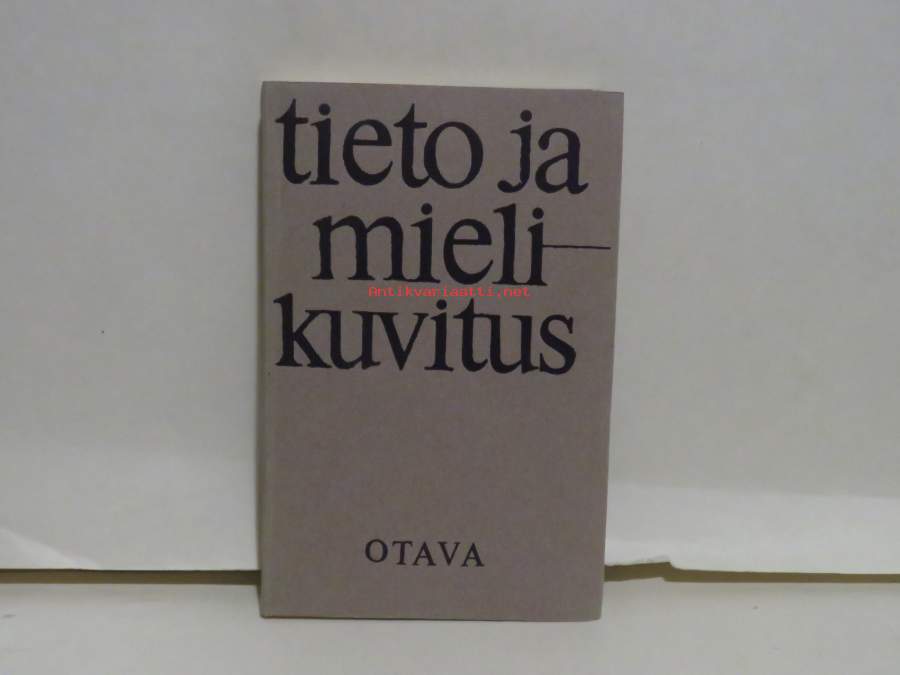 tieto ja
mieli-
Antikvariaatti.net
kuvitus
OTAVA